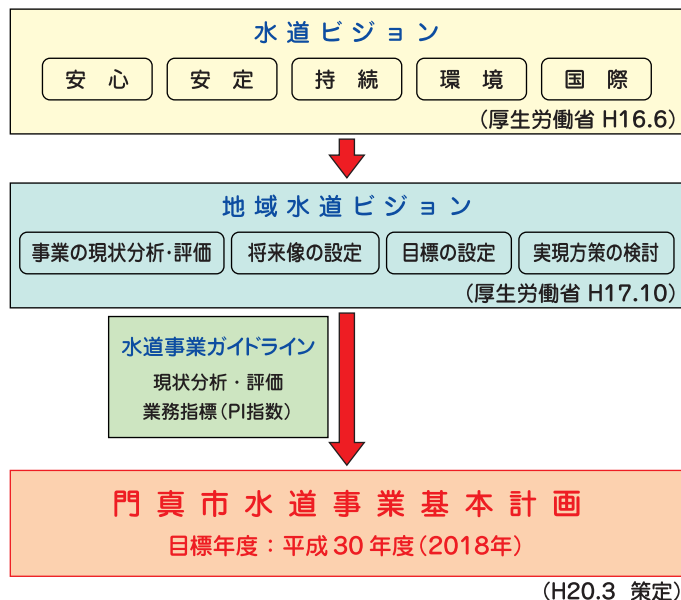 水道ビジョン
安心 安定 持続 環境 国際
(厚生労働省 H16.6)
地域水道ビジョン
事業の現状分析・評価 将来像の設定 目標の設定 実現方策の検討
(厚生労働省 H17.10)
水道事業ガイドライン
現状分析・評価
業務指標(PI指数)
門真市水道事業基本計画
目標年度：平成30年度(2018年)
(H20.3 策定)